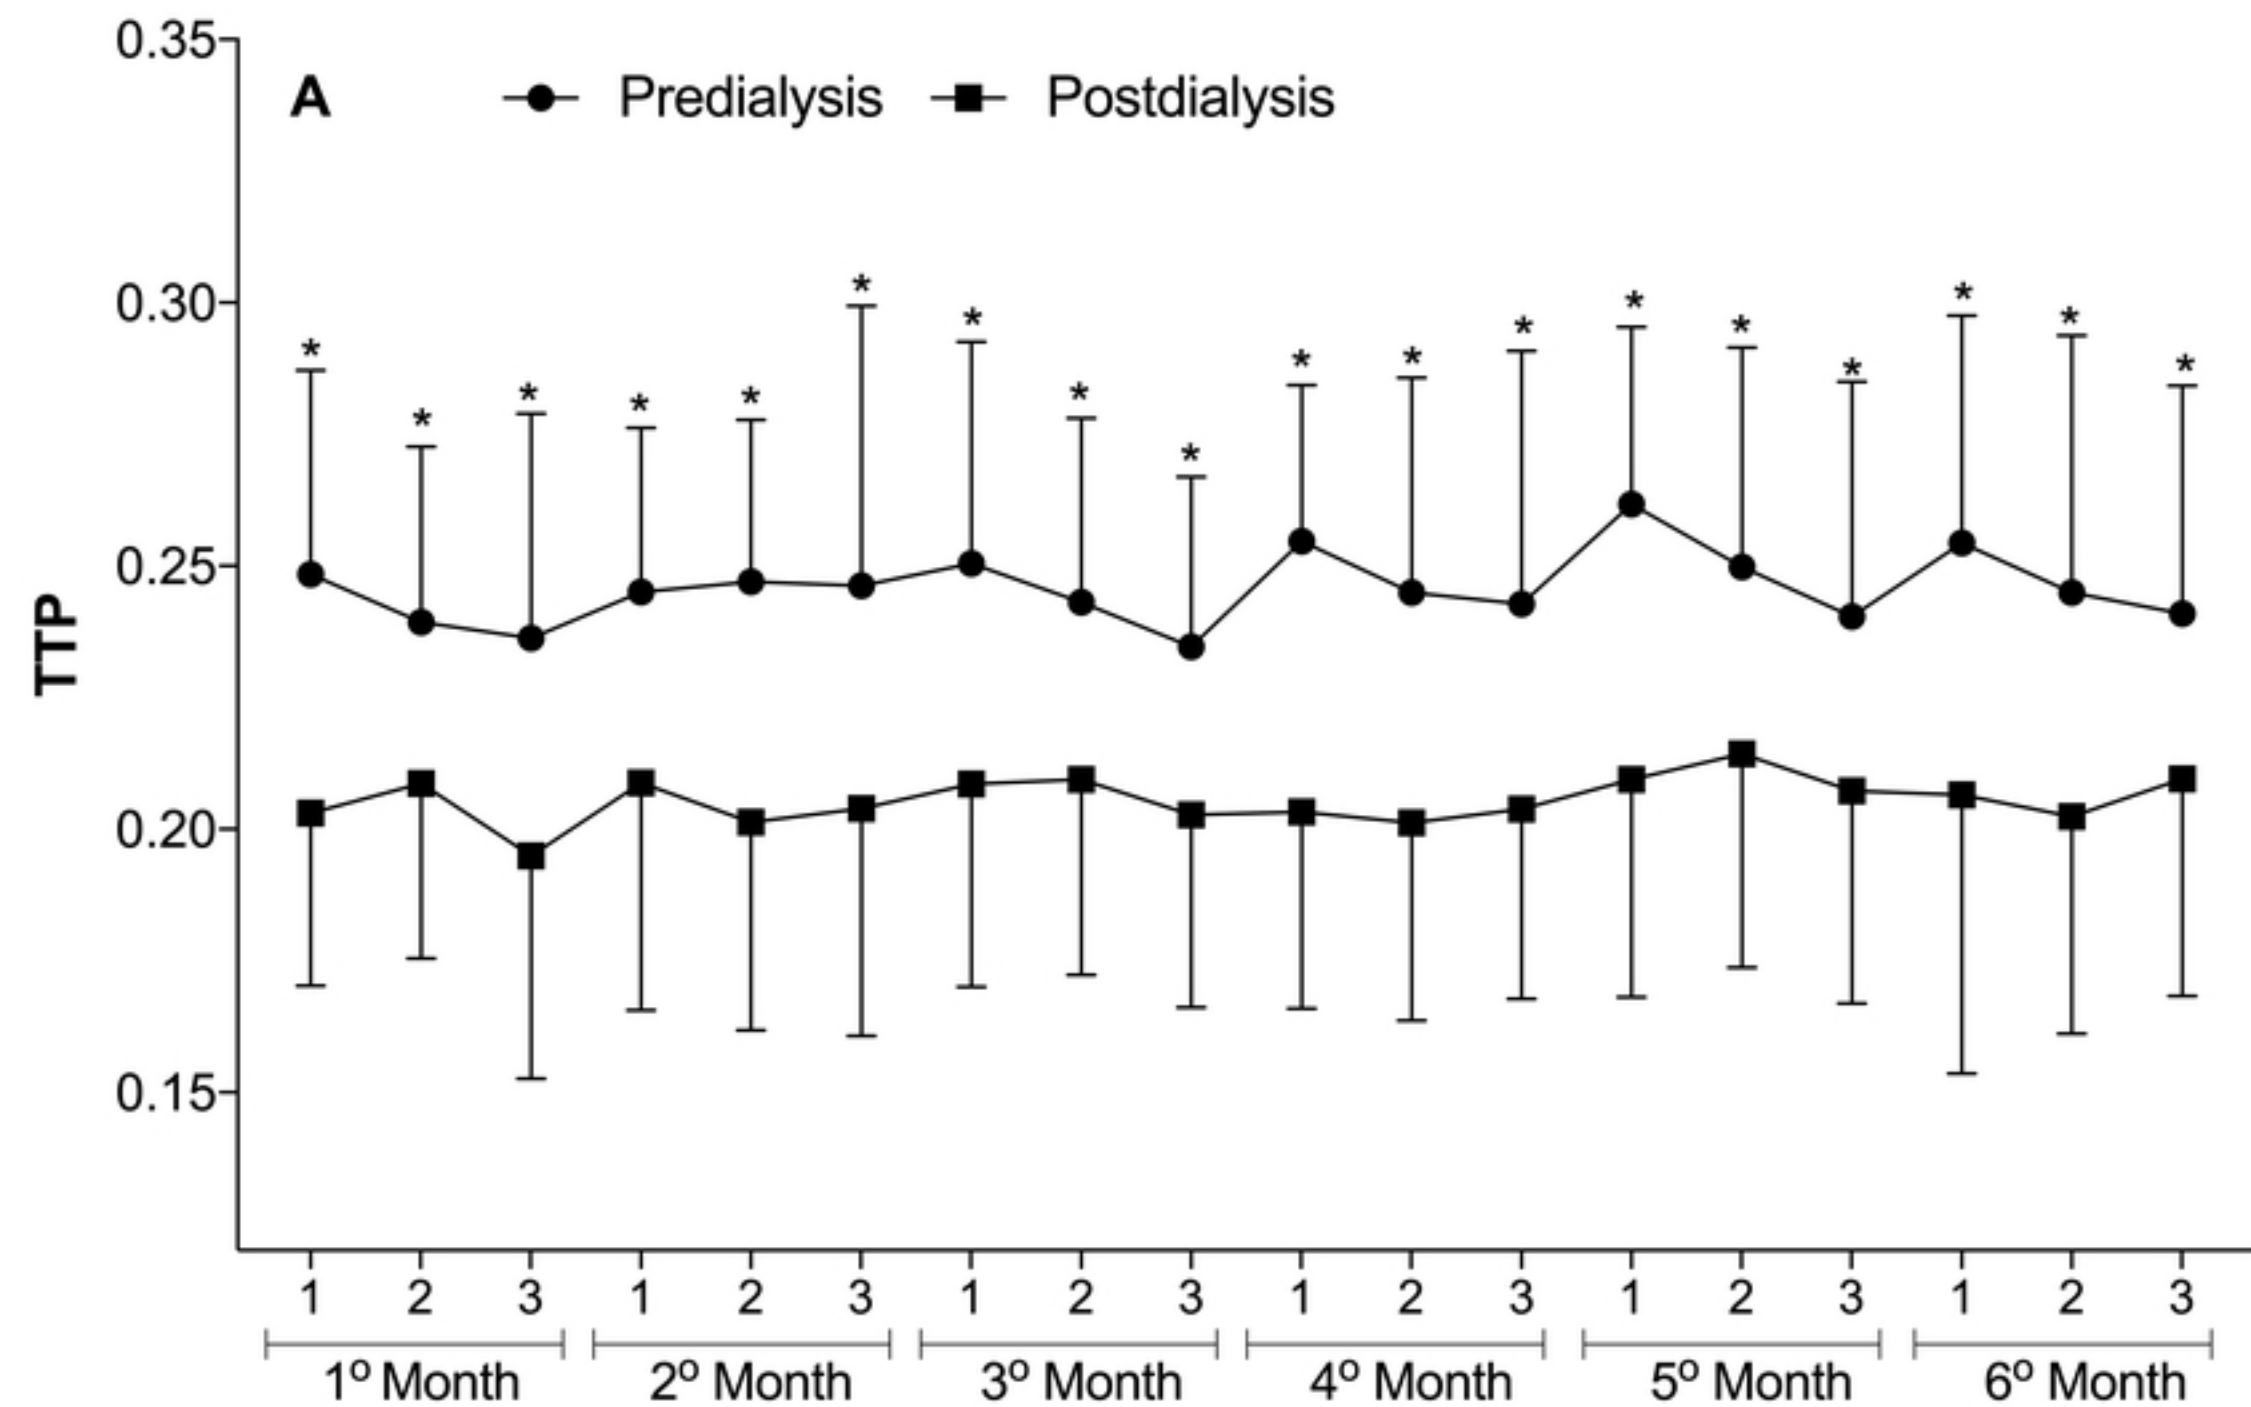 0.35
A Predialysis Postdialysis
* * * * * * * * * * * * * * * * * *
0.30
0.25
TTP
0.20
0.15
1 2 3 1 2 3 1 2 3 1 2 3 1 2 3 1 2 3
1º Month 2º Month 3º Month 4º Month 5º Month 6º Month